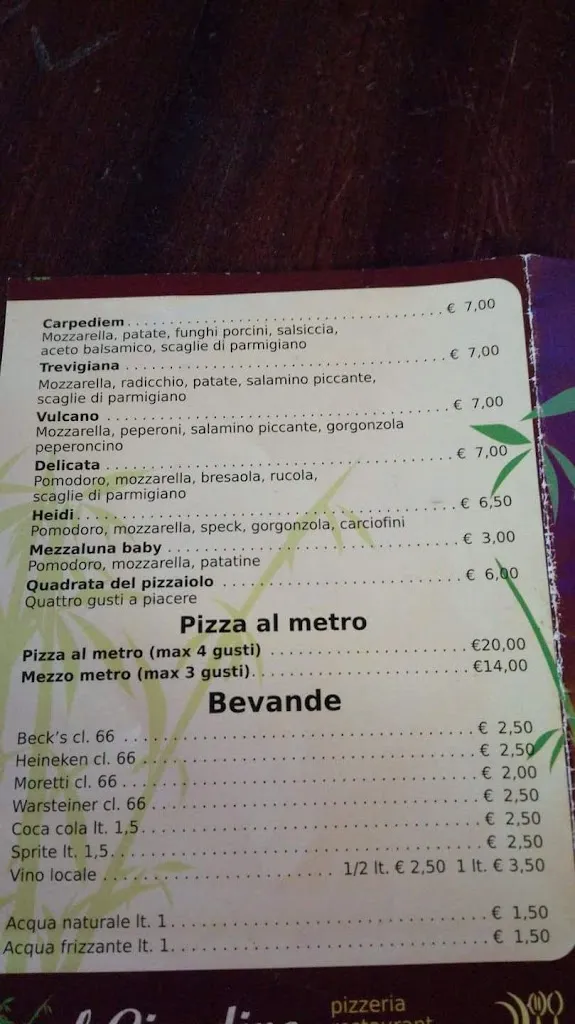 Carpediem ........................................ € 7,00
Mozzarella, patate, funghi porcini, salsiccia,
aceto balsamico, scaglie di parmigiano
Trevigiana ........................................ € 7,00
Mozzarella, radicchio, patate, salamino piccante,
scaglie di parmigiano
Vulcano ........................................ € 7,00
Mozzarella, peperoni, salamino piccante, gorgonzola
peperoncino
Delicata ........................................ € 7,00
Pomodoro, mozzarella, bresaola, rucola,
scaglie di parmigiano
Heidi ........................................ € 6,50
Pomodoro, mozzarella, speck, gorgonzola, carciofini
Mezzaluna baby ........................................ € 3,00
Pomodoro, mozzarella, patatine
Quadrata del pizzaiolo ........................................ € 6,00
Quattro gusti a piacere
Pizza al metro
Pizza al metro (max 4 gusti) ........................................ €20,00
Mezzo metro (max 3 gusti) ........................................ €14,00
Bevande
Beck's cl. 66 ........................................ € 2,50
Heineken cl. 66 ........................................ € 2,50
Moretti cl. 66 ........................................ € 2,00
Warsteiner cl. 66 ........................................ € 2,50
Coca cola lt. 1,5 ........................................ € 2,50
Sprite lt. 1,5 ........................................ € 2,50
Vino locale ........................................ 1/2 lt. € 2,50 1 lt. € 3,50
Acqua naturale lt. 1 ........................................ € 1,50
Acqua frizzante lt. 1 ........................................ € 1,50
pizzeria